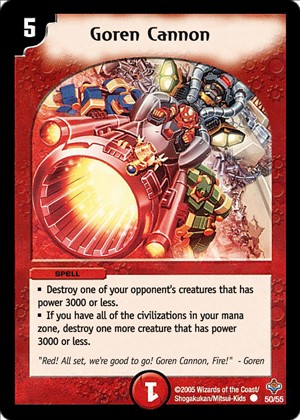 5
Goren Cannon
SPELL
▪ Destroy one of your opponent's creatures that has
power 3000 or less.
▪ If you have all of the civilizations in your mana
zone, destroy one more creature that has
power 3000 or less.
"Red! All set, we're good to go! Goren Cannon, Fire!" - Goren
1
©2005 Wizards of the Coast/
Shogakukan/Mitsui-Kids
50/55